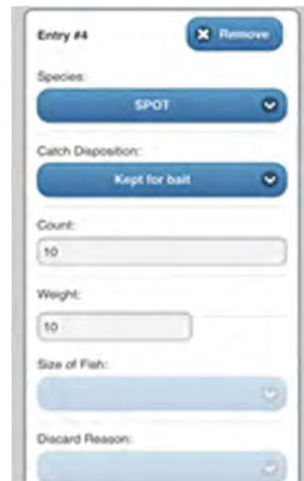 Entry #4
Remove
Species:
SPOT
Catch Disposition:
Kept for bait
Count:
10
Weight:
10
Size of Fish:
Discard Reason: